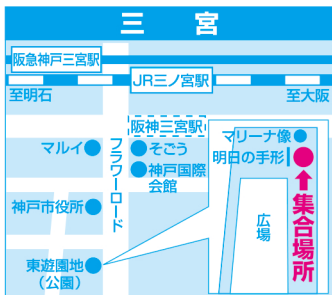 三宮
阪急神戸三宮駅
JR三ノ宮駅
至明石
至大阪
阪神三宮駅
マルイ
フラワーロード
そごう
神戸国際
会館
神戸市役所
東遊園地
(公園)
マリーナ像
明日の手形
広場
集合場所